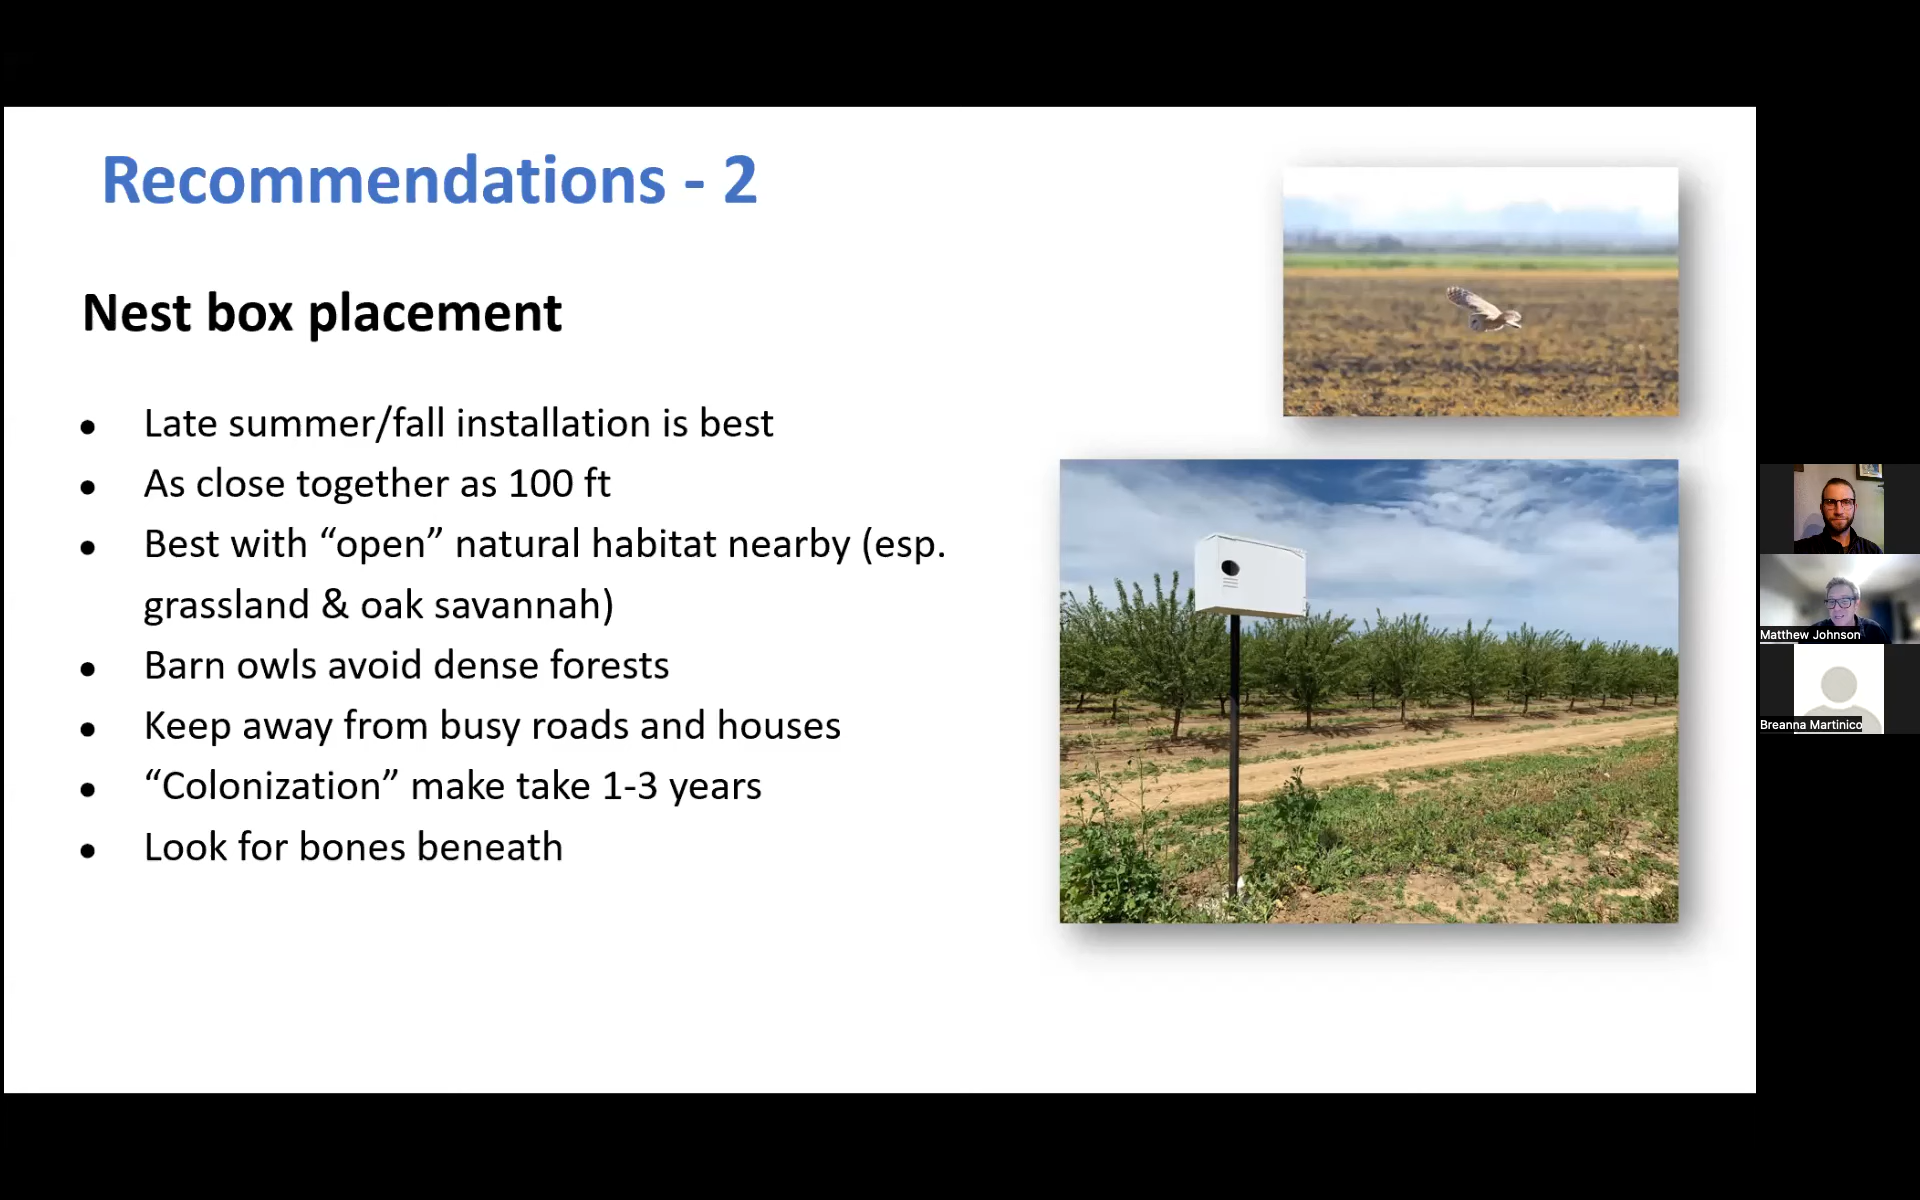 Recommendations - 2
Nest box placement
• Late summer/fall installation is best
• As close together as 100 ft
• Best with “open” natural habitat nearby (esp.
grassland & oak savannah)
• Barn owls avoid dense forests
• Keep away from busy roads and houses
• “Colonization” make take 1-3 years
• Look for bones beneath
Matthew Johnson
Breanna Martinico